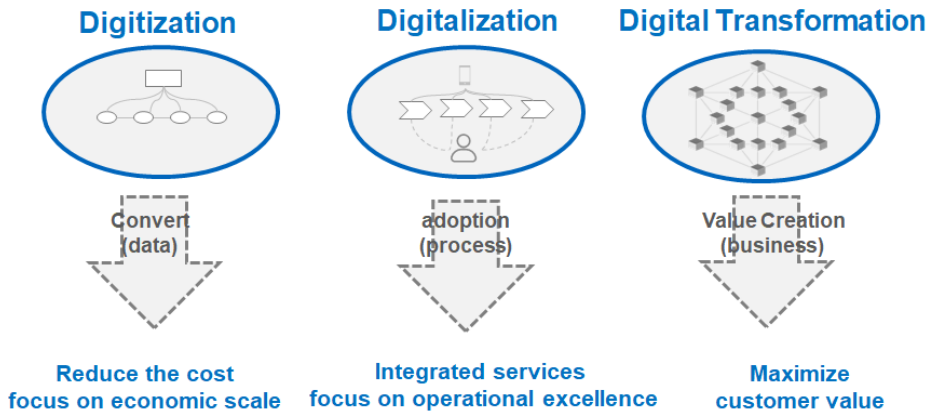 Digitization
Digitalization
Digital Transformation
Convert
(data)
adoption
(process)
Value Creation
(business)
Reduce the cost
focus on economic scale
Integrated services
focus on operational excellence
Maximize
customer value